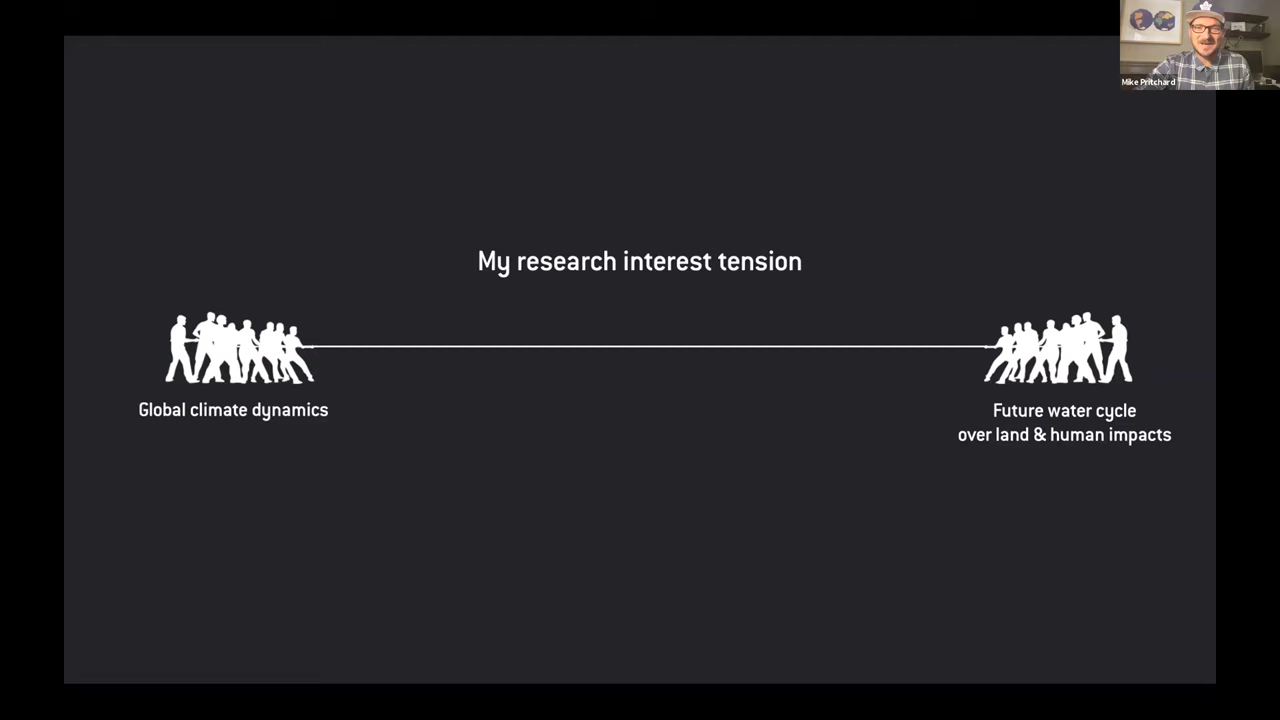 Mike Pritchard
My research interest tension
Global climate dynamics
Future water cycle
over land & human impacts